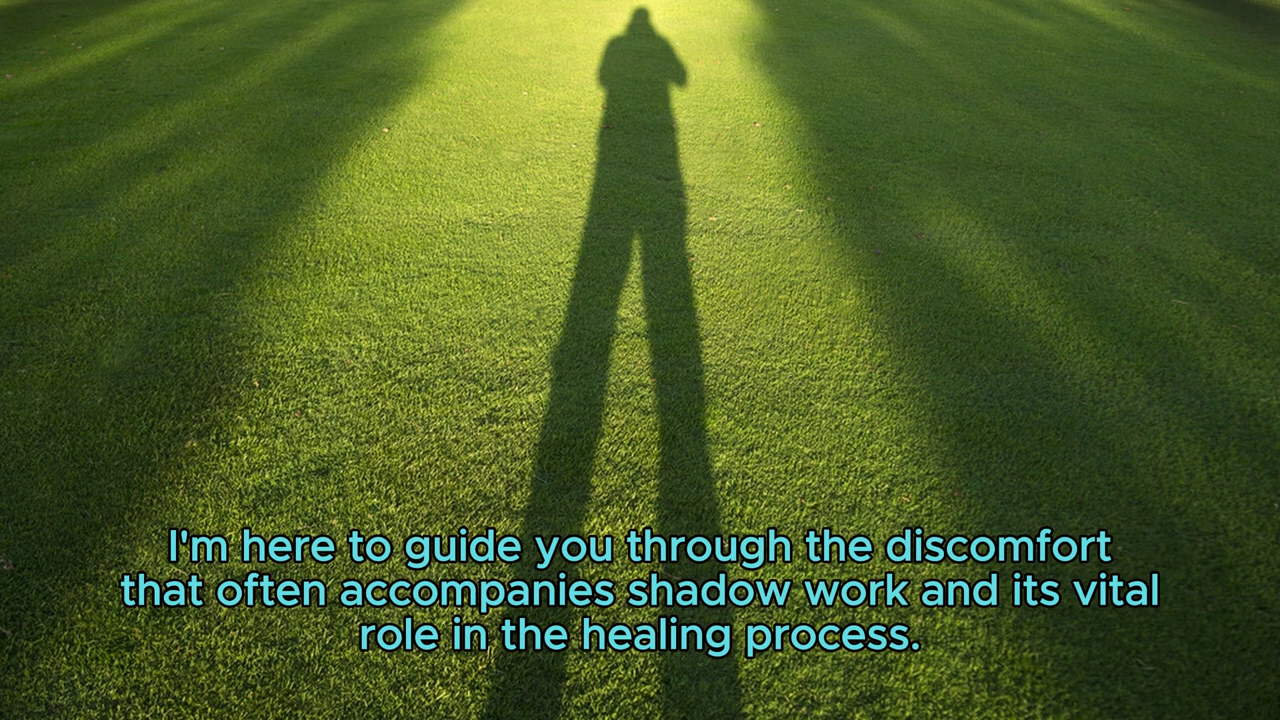 I'm here to guide you through the discomfort
that often accompanies shadow work and its vital
role in the healing process.